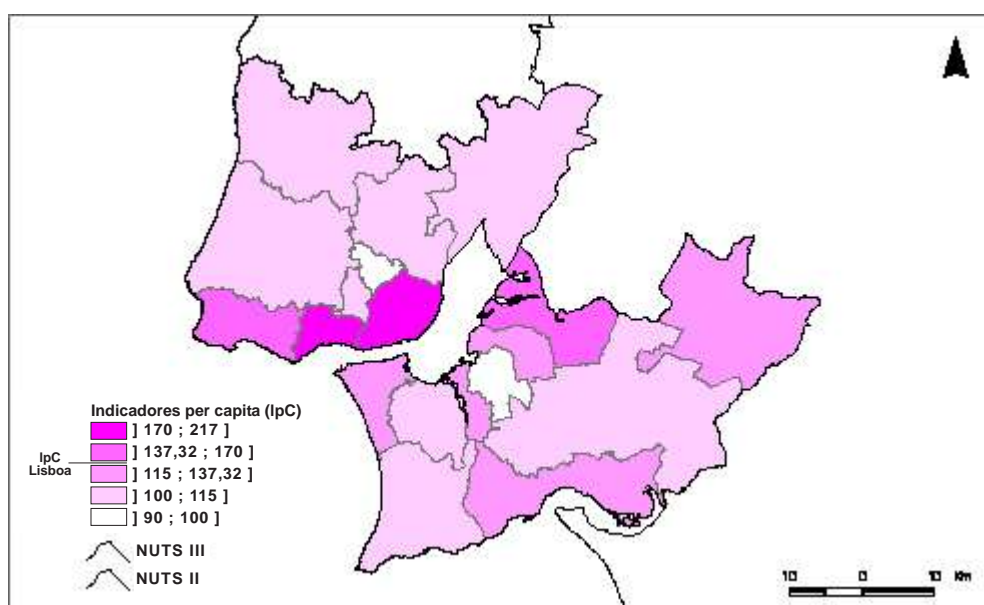 Indicadores per capita (IpC)
] 170 ; 217 ]
] 137,32 ; 170 ]
IpC
Lisboa
] 115 ; 137,32 ]
] 100 ; 115 ]
] 90 ; 100 ]
NUTS III
NUTS II
10 0 10 Km